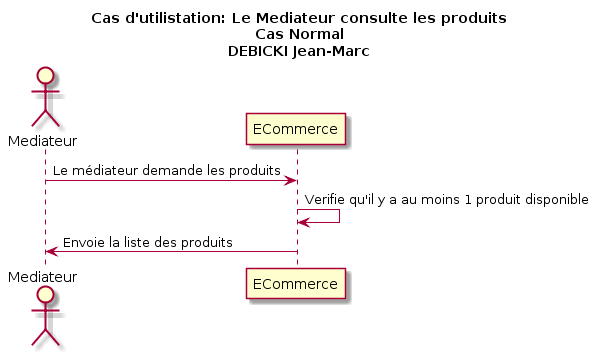 Cas d'utilistation: Le Mediateur consulte les produits
Cas Normal
DEBICKI Jean-Marc
Mediateur
ECommerce
Le médiateur demande les produits
Verifie qu'il y a au moins 1 produit disponible
Envoie la liste des produits
Mediateur
ECommerce